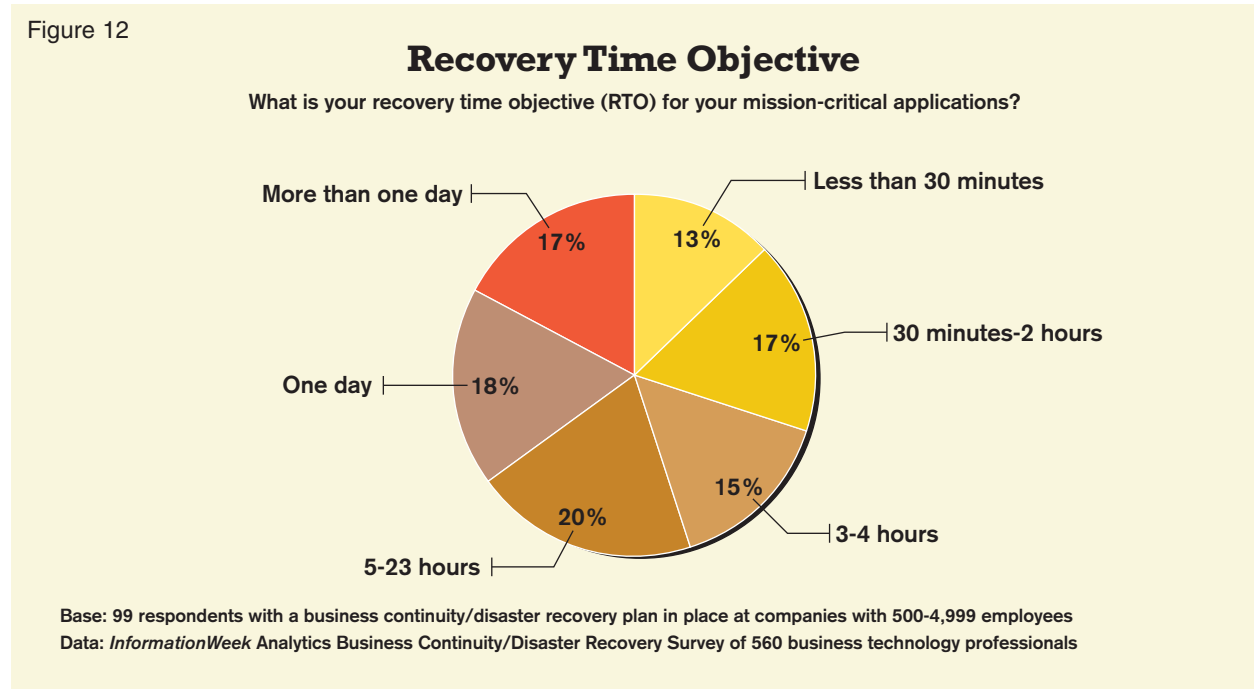 Figure 12
Recovery Time Objective
What is your recovery time objective (RTO) for your mission-critical applications?
Less than 30 minutes
More than one day
17%
13%
30 minutes-2 hours
17%
One day
18%
15%
20%
3-4 hours
5-23 hours
Base: 99 respondents with a business continuity/disaster recovery plan in place at companies with 500-4,999 employees
Data: InformationWeek Analytics Business Continuity/Disaster Recovery Survey of 560 business technology professionals